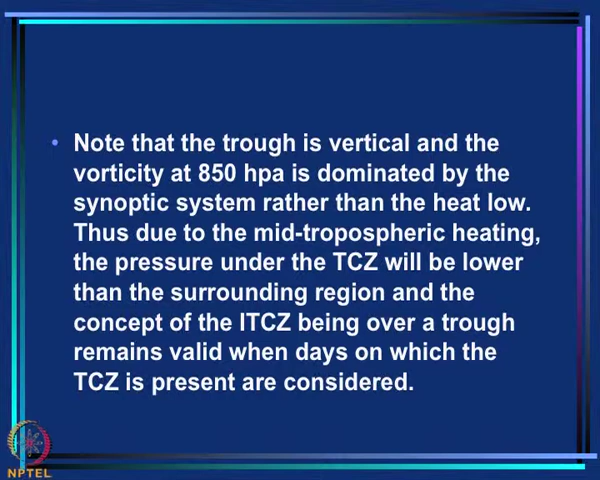 • Note that the trough is vertical and the
vorticity at 850 hpa is dominated by the
synoptic system rather than the heat low.
Thus due to the mid-tropospheric heating,
the pressure under the TCZ will be lower
than the surrounding region and the
concept of the ITCZ being over a trough
remains valid when days on which the
TCZ is present are considered.
NPTEL